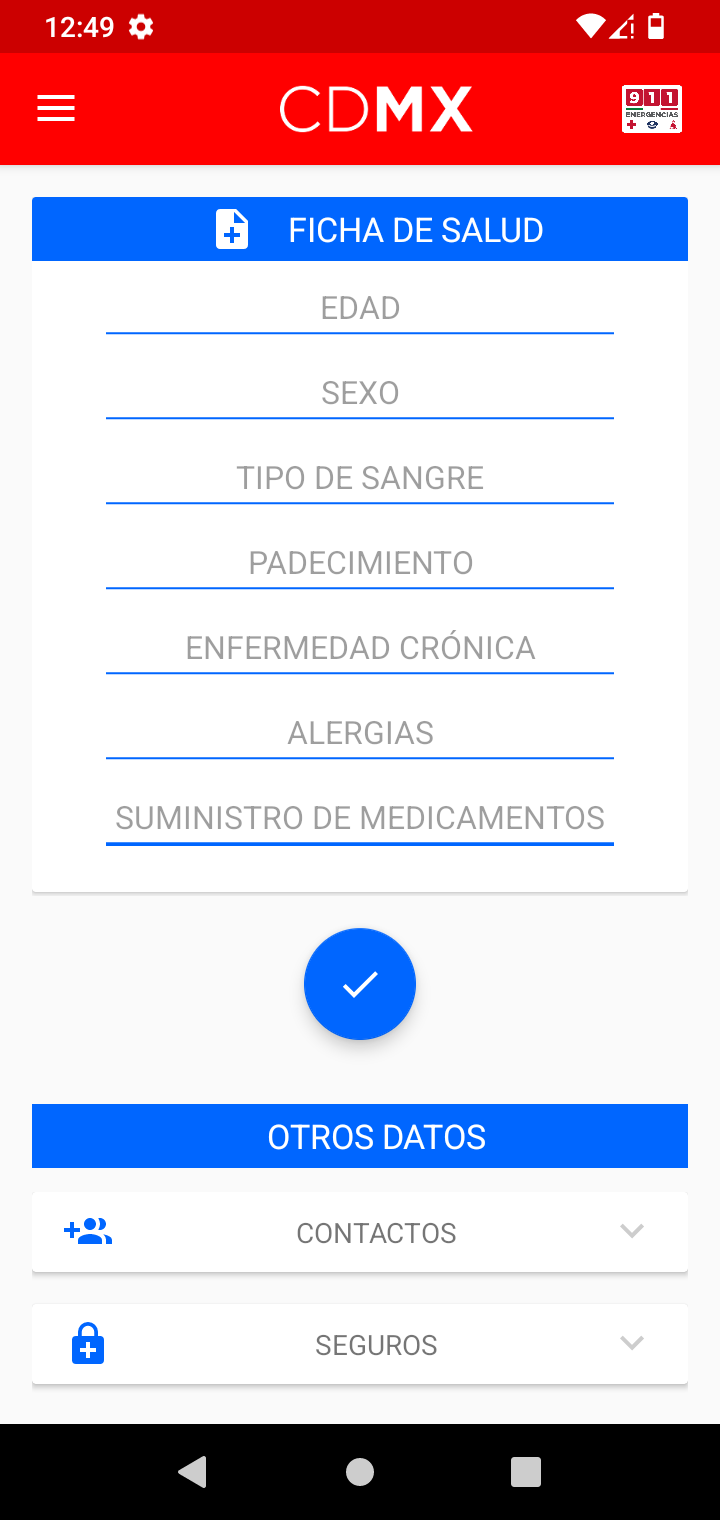 12:49
CDMX
911
EMERGENCIAS
FICHA DE SALUD
EDAD
SEXO
TIPO DE SANGRE
PADECIMIENTO
ENFERMEDAD CRÓNICA
ALERGIAS
SUMINISTRO DE MEDICAMENTOS
OTROS DATOS
CONTACTOS
SEGUROS